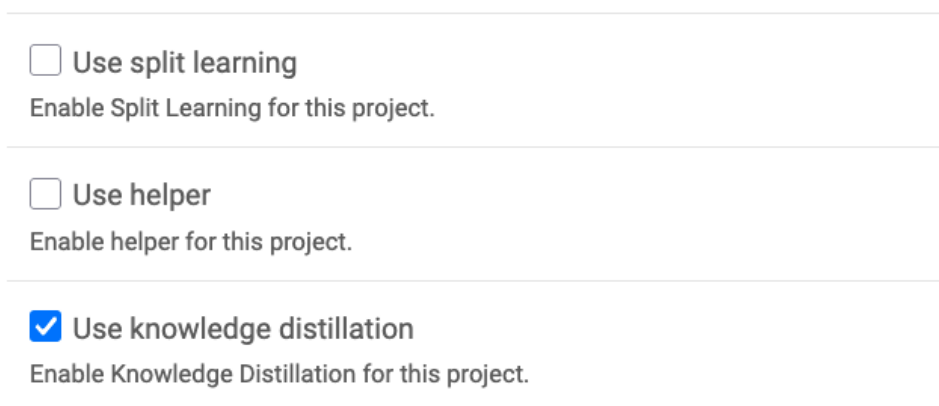 Use split learning
Enable Split Learning for this project.
Use helper
Enable helper for this project.
Use knowledge distillation
Enable Knowledge Distillation for this project.